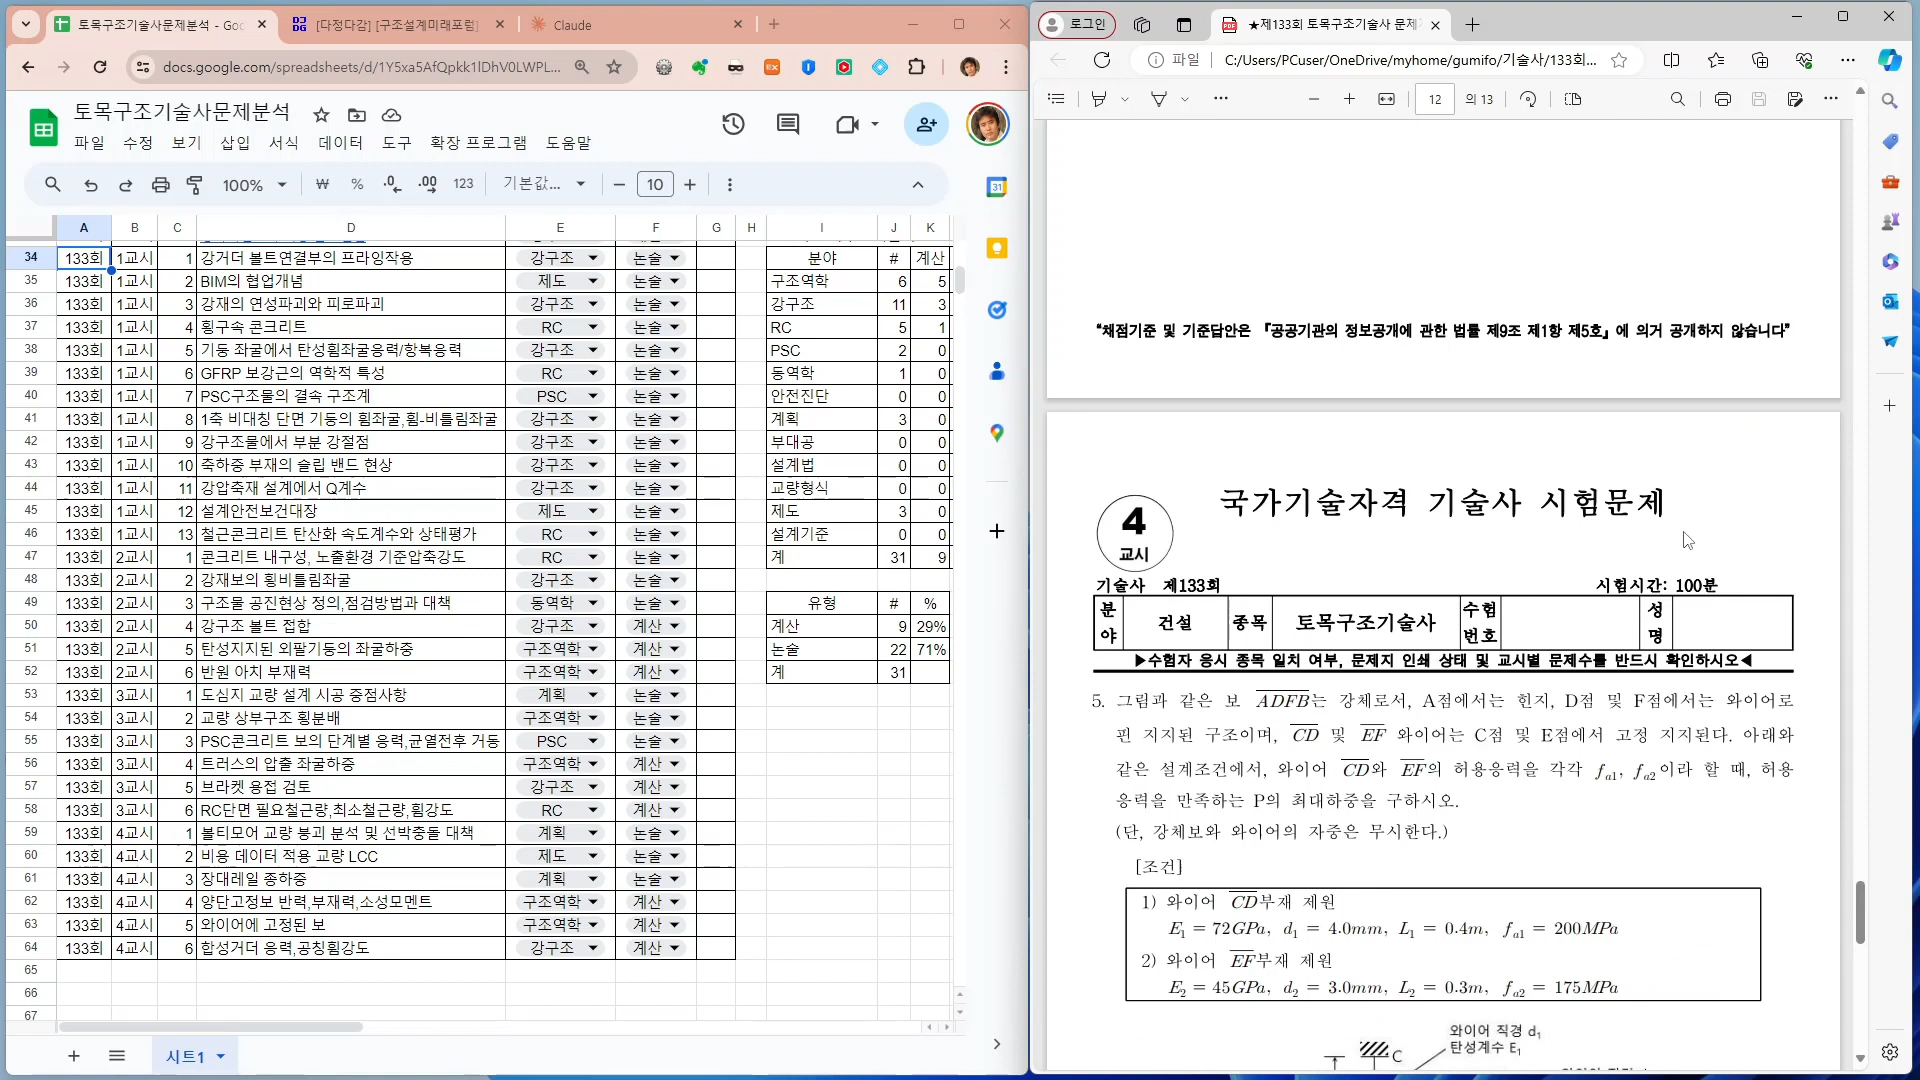 토목구조기술사문제분석 - Goo
[다정다감] [구조설계미래포럼]
Claude
docs.google.com/spreadsheets/d/1Y5xa5AfQpkk1lDhV0LWPL...
토목구조기술사문제분석
파일 수정 보기 삽입 서식 데이터 도구 확장 프로그램 도움말
100% ₩ % .0 .00 123 기본값... 10
A B C D E F G H I J K
34 133회 1교시 1 강거더 볼트연결부의 프라잉작용 강구조 논술 분야 # 계산
35 133회 1교시 2 BIM의 협업개념 제도 논술 구조역학 6 5
36 133회 1교시 3 강재의 연성파괴와 피로파괴 강구조 논술 강구조 11 3
37 133회 1교시 4 횡구속 콘크리트 RC 논술 RC 5 1
38 133회 1교시 5 기둥 좌굴에서 탄성휨좌굴응력/항복응력 강구조 논술 PSC 2 0
39 133회 1교시 6 GFRP 보강근의 역학적 특성 RC 논술 동역학 1 0
40 133회 1교시 7 PSC구조물의 결속 구조계 PSC 논술 안전진단 0 0
41 133회 1교시 8 1축 비대칭 단면 기둥의 휨좌굴,휨-비틀림좌굴 강구조 논술 계획 3 0
42 133회 1교시 9 강구조물에서 부분 강절점 강구조 논술 부대공 0 0
43 133회 1교시 10 축하중 부재의 슬립 밴드 현상 강구조 논술 설계법 0 0
44 133회 1교시 11 강압축재 설계에서 Q계수 강구조 논술 교량형식 0 0
45 133회 1교시 12 설계안전보건대장 제도 논술 제도 3 0
46 133회 1교시 13 철근콘크리트 탄산화 속도계수와 상태평가 RC 논술 설계기준 0 0
47 133회 2교시 1 콘크리트 내구성, 노출환경 기준압축강도 RC 논술 계 31 9
48 133회 2교시 2 강재보의 횡비틀림좌굴 강구조 논술
49 133회 2교시 3 구조물 공진현상 정의,점검방법과 대책 동역학 논술 유형 # %
50 133회 2교시 4 강구조 볼트 접합 강구조 계산 계산 9 29%
51 133회 2교시 5 탄성지지된 외팔기둥의 좌굴하중 구조역학 계산 논술 22 71%
52 133회 2교시 6 반원 아치 부재력 구조역학 계산 계 31
53 133회 3교시 1 도심지 교량 설계 시공 중점사항 계획 논술
54 133회 3교시 2 교량 상부구조 횡분배 구조역학 논술
55 133회 3교시 3 PSC콘크리트 보의 단계별 응력,균열전후 거동 PSC 논술
56 133회 3교시 4 트러스의 압출 좌굴하중 구조역학 계산
57 133회 3교시 5 브라켓 용접 검토 강구조 계산
58 133회 3교시 6 RC단면 필요철근량,최소철근량,휨강도 RC 계산
59 133회 4교시 1 볼티모어 교량 붕괴 분석 및 선박충돌 대책 계획 논술
60 133회 4교시 2 비용 데이터 적용 교량 LCC 제도 논술
61 133회 4교시 3 장대레일 종하중 계획 논술
62 133회 4교시 4 양단고정보 반력,부재력,소성모멘트 구조역학 계산
63 133회 4교시 5 와이어에 고정된 보 구조역학 계산
64 133회 4교시 6 합성거더 응력,공칭휨강도 강구조 계산
65
66
67
시트1
로그인
★제133회 토목구조기술사 문제
파일 C:/Users/PCuser/OneDrive/myhome/gumifo/기술사/133회...
12 의 13
“채점기준 및 기준답안은 『공공기관의 정보공개에 관한 법률 제9조 제1항 제5호』에 의거 공개하지 않습니다”
국가기술자격 기술사 시험문제
4
교시
기술사 제133회 시험시간: 100분
분야 건설 종목 토목구조기술사 수험번호 성명
▶수험자 응시 종목 일치 여부, 문제지 인쇄 상태 및 교시별 문제수를 반드시 확인하시오◀
5. 그림과 같은 보 ADFB는 강체로서, A점에서는 힌지, D점 및 F점에서는 와이어로
핀 지지된 구조이며, CD 및 EF 와이어는 C점 및 E점에서 고정 지지된다. 아래와
같은 설계조건에서, 와이어 CD와 EF의 허용응력을 각각 fa1, fa2이라 할 때, 허용
응력을 만족하는 P의 최대하중을 구하시오.
(단, 강체보와 와이어의 자중은 무시한다.)
[조건]
1) 와이어 CD부재 제원
E1 = 72GPa, d1 = 4.0mm, L1 = 0.4m, fa1 = 200MPa
2) 와이어 EF부재 제원
E2 = 45GPa, d2 = 3.0mm, L2 = 0.3m, fa2 = 175MPa
와이어 직경 d1
탄성계수 E1
C